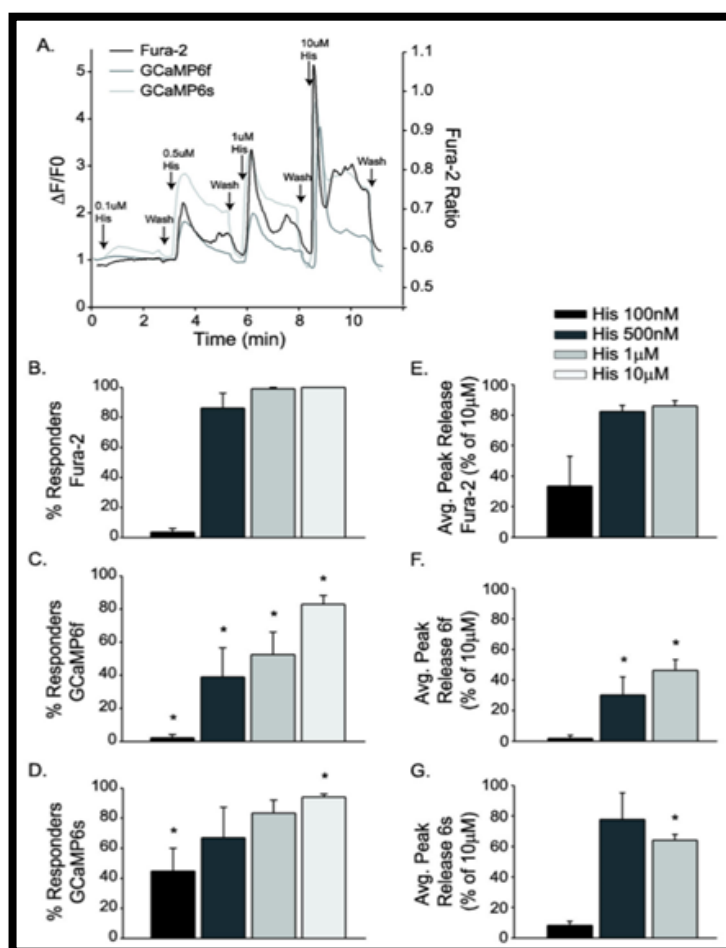 A.
Fura-2
GCaMP6f
GCaMP6s
0.1uM
His
Wash
0.5uM
His
Wash
1uM
His
Wash
10uM
His
Wash
ΔF/F0
5
4
3
2
1
0
Fura-2 Ratio
1.1
1.0
0.9
0.8
0.7
0.6
0.5
0 2 4 6 8 10
Time (min)
His 100nM
His 500nM
His 1µM
His 10µM
B.
% Responders
Fura-2
100
80
60
40
20
0
E.
Avg. Peak Release
Fura-2 (% of 10µM)
100
80
60
40
20
0
C.
% Responders
GCaMP6f
100
80
60
40
20
0
* * * *
F.
Avg. Peak
Release 6f
(% of 10µM)
100
80
60
40
20
0
* *
D.
% Responders
GCaMP6s
100
80
60
40
20
0
* *
G.
Avg. Peak
Release 6s
(% of 10µM)
100
80
60
40
20
0
*